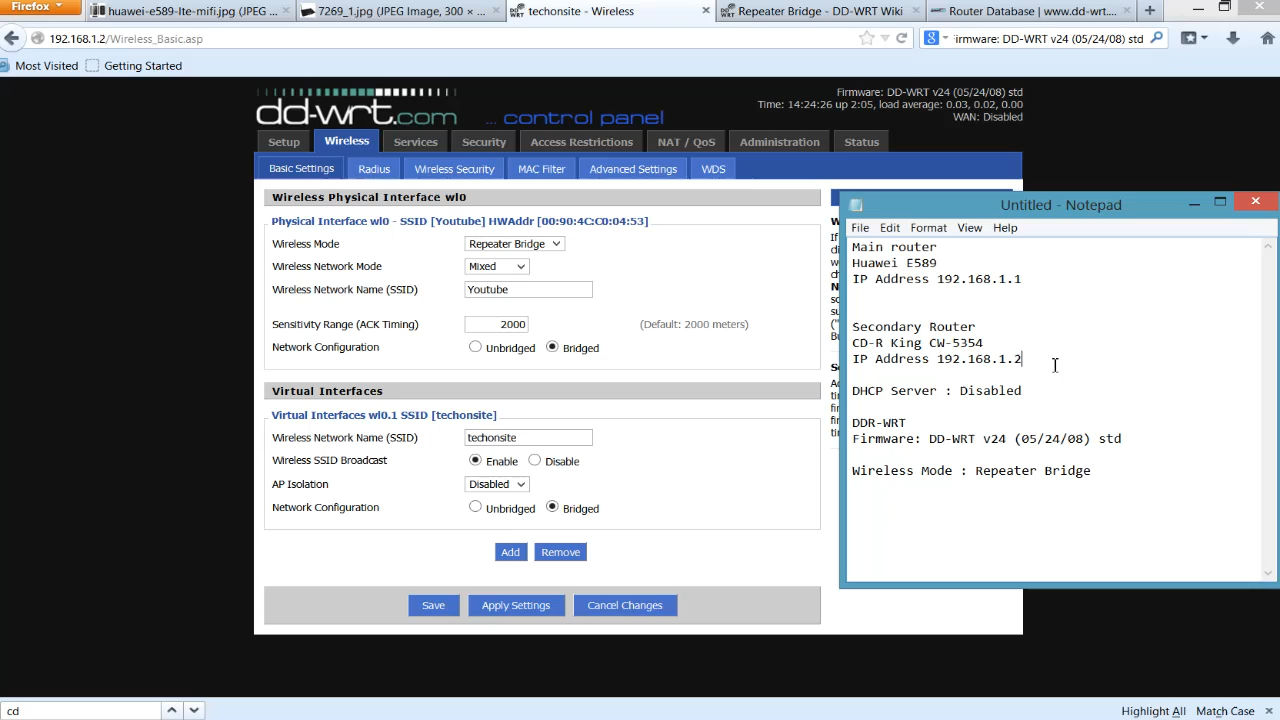 Firefox
huawei-e589-lte-mifi.jpg (JPEG ...
7269_1.jpg (JPEG Image, 300 × ...
techonsite - Wireless
Repeater Bridge - DD-WRT Wiki
Router Database | www.dd-wrt....
192.168.1.2/Wireless_Basic.asp
irmware: DD-WRT v24 (05/24/08) std
Most Visited
Getting Started
dd-wrt.com
... control panel
Firmware: DD-WRT v24 (05/24/08) std
Time: 14:24:26 up 2:05, load average: 0.03, 0.02, 0.00
WAN: Disabled
Setup
Wireless
Services
Security
Access Restrictions
NAT / QoS
Administration
Status
Basic Settings
Radius
Wireless Security
MAC Filter
Advanced Settings
WDS
Wireless Physical Interface wl0
Physical Interface wl0 - SSID [Youtube] HWAddr [00:90:4C:C0:04:53]
Wireless Mode
Repeater Bridge
Wireless Network Mode
Mixed
Wireless Network Name (SSID)
Youtube
Sensitivity Range (ACK Timing)
2000
(Default: 2000 meters)
Network Configuration
Unbridged
Bridged
Virtual Interfaces
Virtual Interfaces wl0.1 SSID [techonsite]
Wireless Network Name (SSID)
techonsite
Wireless SSID Broadcast
Enable
Disable
AP Isolation
Disabled
Network Configuration
Unbridged
Bridged
Add
Remove
Save
Apply Settings
Cancel Changes
Untitled - Notepad
File Edit Format View Help
Main router
Huawei E589
IP Address 192.168.1.1
Secondary Router
CD-R King CW-5354
IP Address 192.168.1.2
DHCP Server : Disabled
DDR-WRT
Firmware: DD-WRT v24 (05/24/08) std
Wireless Mode : Repeater Bridge
cd
Highlight All
Match Case